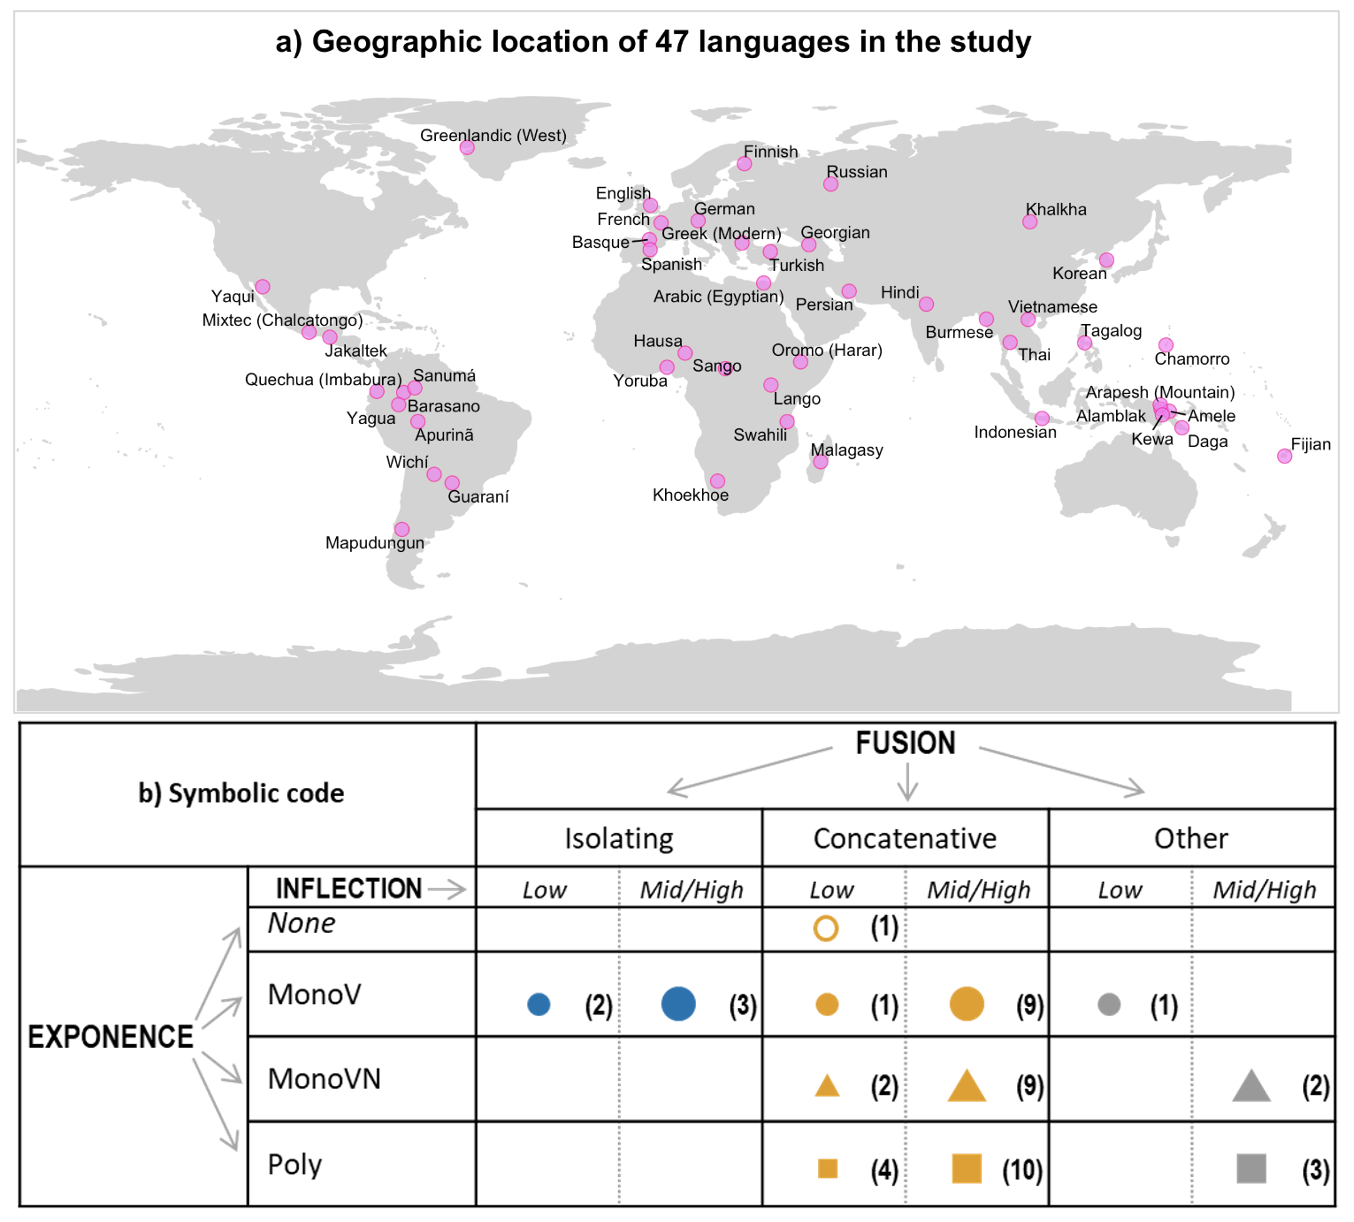 a) Geographic location of 47 languages in the study
Greenlandic (West)
Finnish
Russian
English
German
Khalkha
French
Greek (Modern)
Georgian
Basque
Spanish
Turkish
Korean
Yaqui
Arabic (Egyptian)
Persian
Hindi
Vietnamese
Mixtec (Chalcatongo)
Burmese
Tagalog
Jakaltek
Hausa
Sango
Oromo (Harar)
Thai
Chamorro
Quechua (Imbabura)
Sanumá
Yoruba
Lango
Arapesh (Mountain)
Yagua
Barasano
Alamblak
Amele
Apurinã
Swahili
Indonesian
Kewa
Daga
Fijian
Wichí
Malagasy
Guaraní
Khoekhoe
Mapudungun
b) Symbolic code
FUSION
Isolating
Concatenative
Other
INFLECTION
Low
Mid/High
Low
Mid/High
Low
Mid/High
EXPONENCE
None
(1)
MonoV
(2)
(3)
(1)
(9)
(1)
MonoVN
(2)
(9)
(2)
Poly
(4)
(10)
(3)